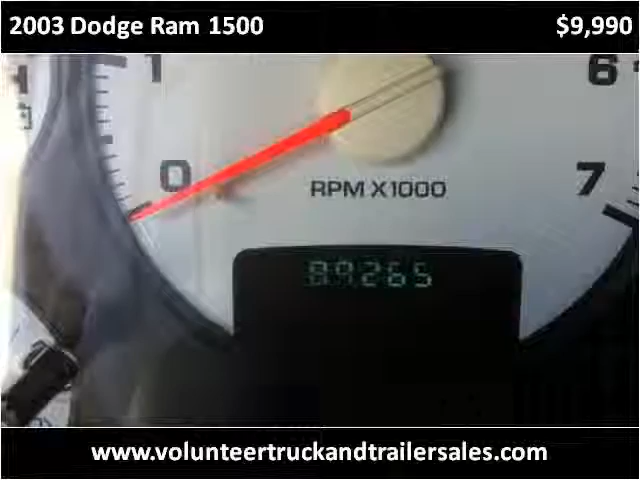 2003 Dodge Ram 1500 $9,990
1 6
0 7
RPM X1000
89265
www.volunteertruckandtrailersales.com